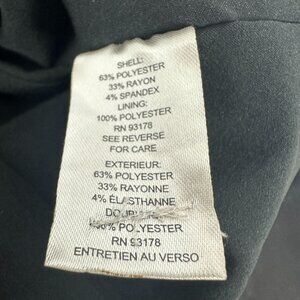 SHELL:
63% POLYESTER
33% RAYON
4% SPANDEX
LINING:
100% POLYESTER
RN 93178
SEE REVERSE
FOR CARE
EXTERIEUR:
63% POLYESTER
33% RAYONNE
4% ÉLASTHANNE
POLYESTER
RN 93178
ENTRETIEN AU VERSO